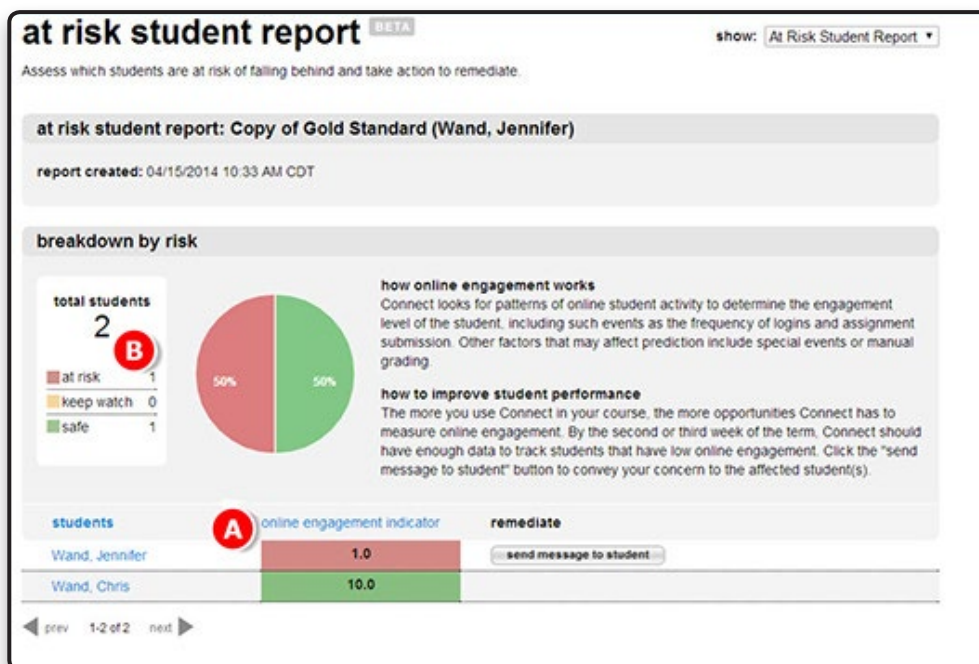 at risk student report BETA
show: At Risk Student Report
Assess which students are at risk of falling behind and take action to remediate.
at risk student report: Copy of Gold Standard (Wand, Jennifer)
report created: 04/15/2014 10:33 AM CDT
breakdown by risk
total students
2
B
at risk 1
keep watch 0
safe 1
50%
50%
how online engagement works
Connect looks for patterns of online student activity to determine the engagement
level of the student, including such events as the frequency of logins and assignment
submission. Other factors that may affect prediction include special events or manual
grading.
how to improve student performance
The more you use Connect in your course, the more opportunities Connect has to
measure online engagement. By the second or third week of the term, Connect should
have enough data to track students that have low online engagement. Click the "send
message to student" button to convey your concern to the affected student(s).
students A online engagement indicator remediate
Wand, Jennifer 1.0 send message to student
Wand, Chris 10.0
prev 1-2 of 2 next